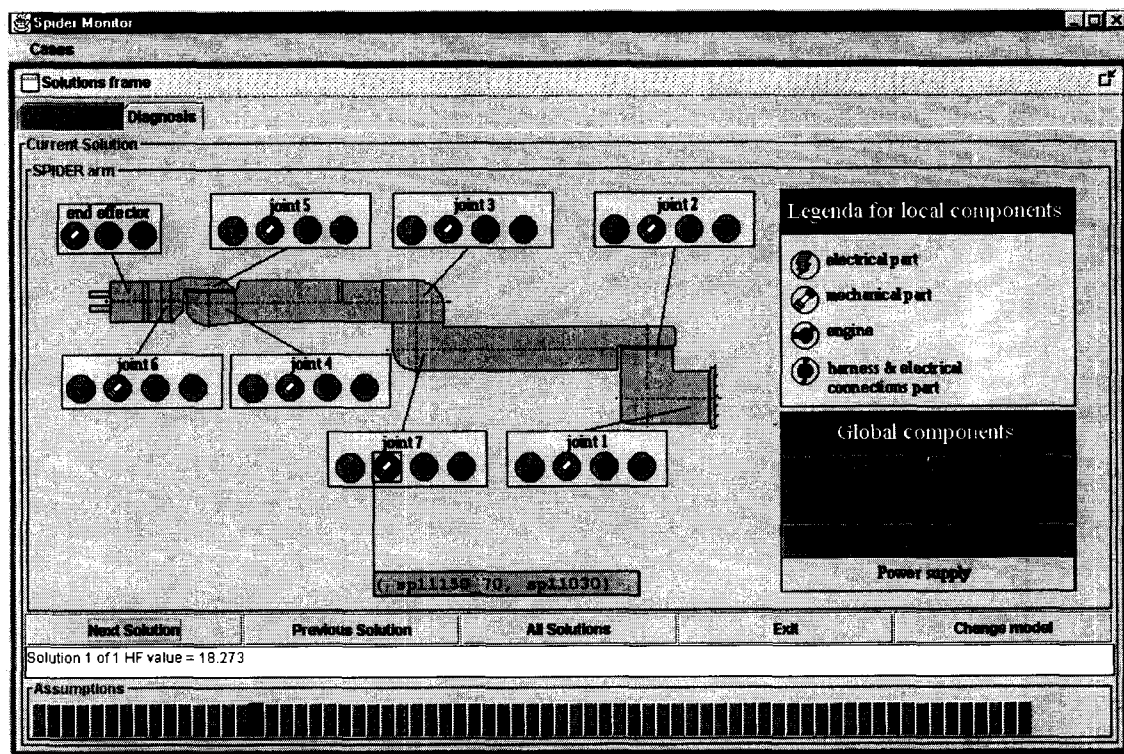 Spider Monitor
Cases
Solutions frame
Diagnosis
Current Solution
SPIDER arm
end effector
joint 5
joint 3
joint 2
Legenda for local components
electrical part
mechanical part
engine
harness & electrical
connections part
joint 6
joint 4
joint 7
joint 1
Global components
Power supply
Next Solution
Previous Solution
All Solutions
Exit
Change model
Solution 1 of 1 HF value = 18.273
Assumptions